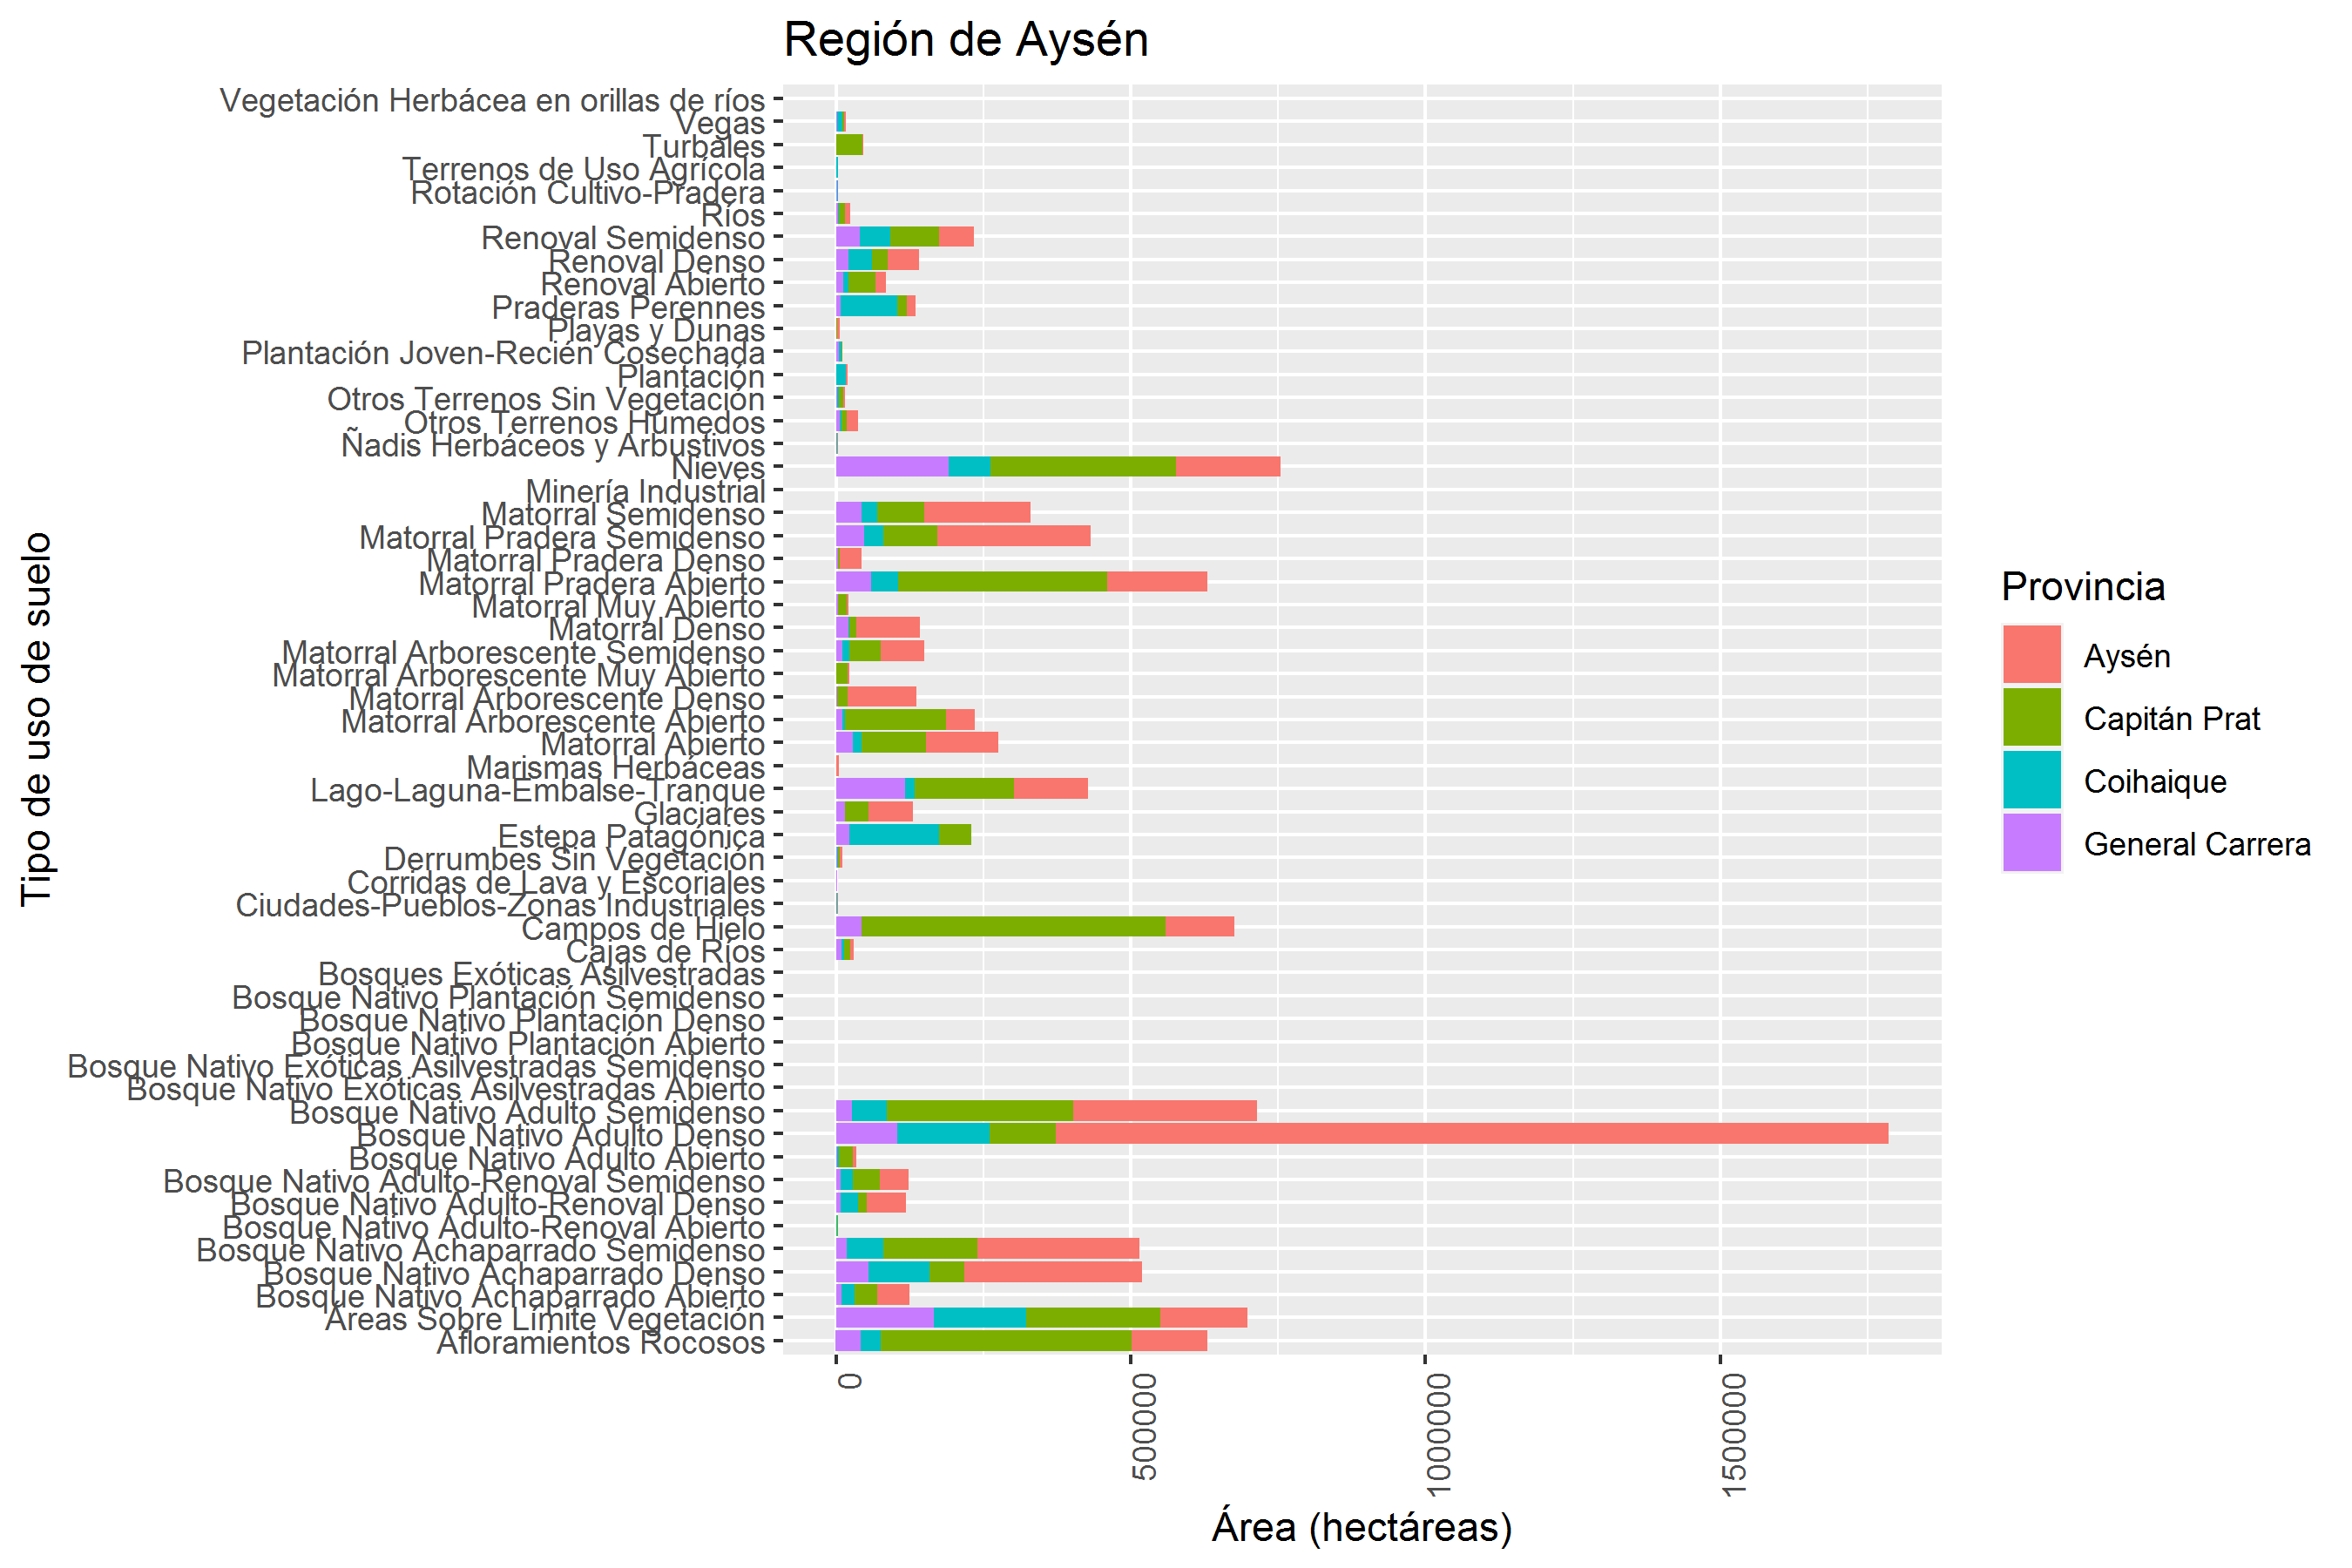 Región de Aysén
Tipo de uso de suelo
Vegetación Herbácea en orillas de ríos
Vegas
Turbales
Terrenos de Uso Agrícola
Rotación Cultivo-Pradera
Ríos
Renoval Semidenso
Renoval Denso
Renoval Abierto
Praderas Perennes
Playas y Dunas
Plantación Joven-Recién Cosechada
Plantación
Otros Terrenos Sin Vegetación
Otros Terrenos Húmedos
Ñadis Herbáceos y Arbustivos
Nieves
Minería Industrial
Matorral Semidenso
Matorral Pradera Semidenso
Matorral Pradera Denso
Matorral Pradera Abierto
Matorral Muy Abierto
Matorral Denso
Matorral Arborescente Semidenso
Matorral Arborescente Muy Abierto
Matorral Arborescente Denso
Matorral Arborescente Abierto
Matorral Abierto
Marismas Herbáceas
Lago-Laguna-Embalse-Tranque
Glaciares
Estepa Patagónica
Derrumbes Sin Vegetación
Corridas de Lava y Escoriales
Ciudades-Pueblos-Zonas Industriales
Campos de Hielo
Cajas de Ríos
Bosques Exóticas Asilvestradas
Bosque Nativo Plantación Semidenso
Bosque Nativo Plantación Denso
Bosque Nativo Plantación Abierto
Bosque Nativo Exóticas Asilvestradas Semidenso
Bosque Nativo Exóticas Asilvestradas Abierto
Bosque Nativo Adulto Semidenso
Bosque Nativo Adulto Denso
Bosque Nativo Adulto Abierto
Bosque Nativo Adulto-Renoval Semidenso
Bosque Nativo Adulto-Renoval Denso
Bosque Nativo Adulto-Renoval Abierto
Bosque Nativo Achaparrado Semidenso
Bosque Nativo Achaparrado Denso
Bosque Nativo Achaparrado Abierto
Áreas Sobre Límite Vegetación
Afloramientos Rocosos
0
500000
1000000
1500000
Área (hectáreas)
Provincia
Aysén
Capitán Prat
Coihaique
General Carrera